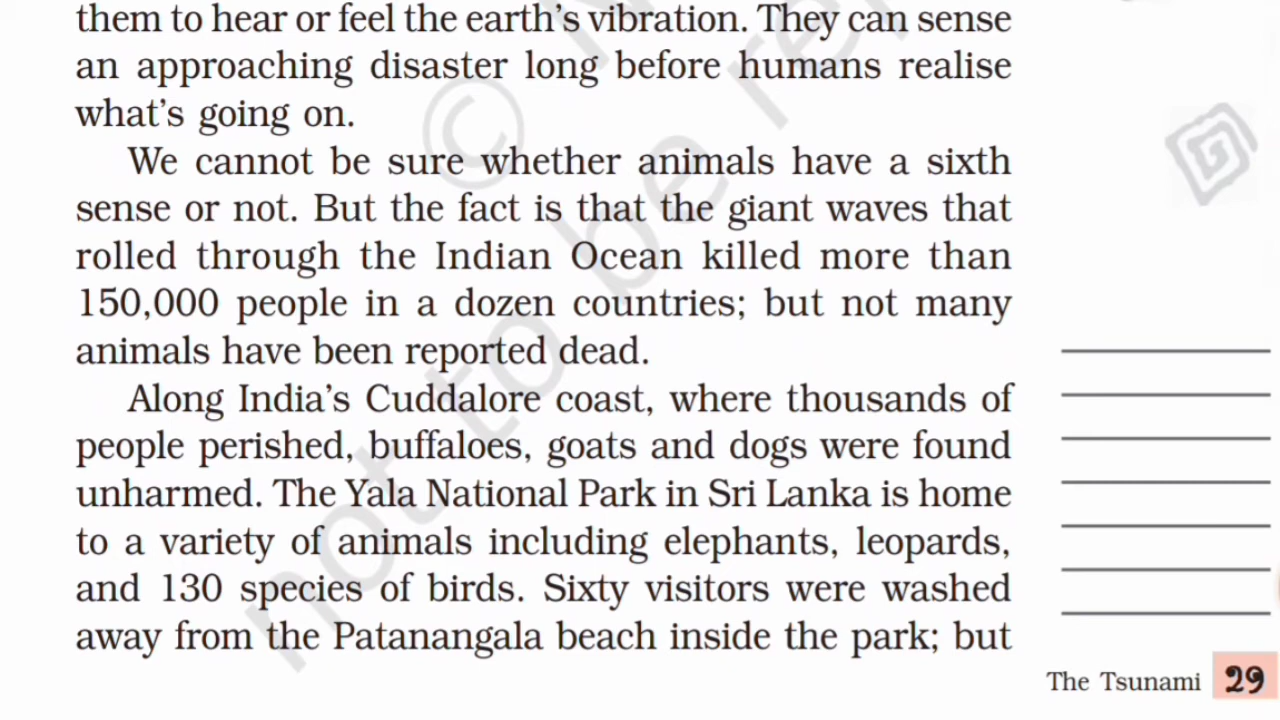 them to hear or feel the earth's vibration. They can sense
an approaching disaster long before humans realise
what's going on.
We cannot be sure whether animals have a sixth
sense or not. But the fact is that the giant waves that
rolled through the Indian Ocean killed more than
150,000 people in a dozen countries; but not many
animals have been reported dead.
Along India's Cuddalore coast, where thousands of
people perished, buffaloes, goats and dogs were found
unharmed. The Yala National Park in Sri Lanka is home
to a variety of animals including elephants, leopards,
and 130 species of birds. Sixty visitors were washed
away from the Patanangala beach inside the park; but
The Tsunami 29
©
not to be